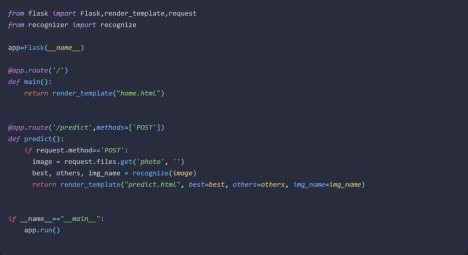 from flask import Flask,render_template,request
from recognizer import recognize
app=Flask(__name__)
@app.route('/')
def main():
    return render_template("home.html")
@app.route('/predict',methods=['POST'])
def predict():
    if request.method=='POST':
      image = request.files.get('photo', '')
      best, others, img_name = recognize(image)
      return render_template("predict.html", best=best, others=others, img_name=img_name)
if __name__=="__main__":
    app.run()